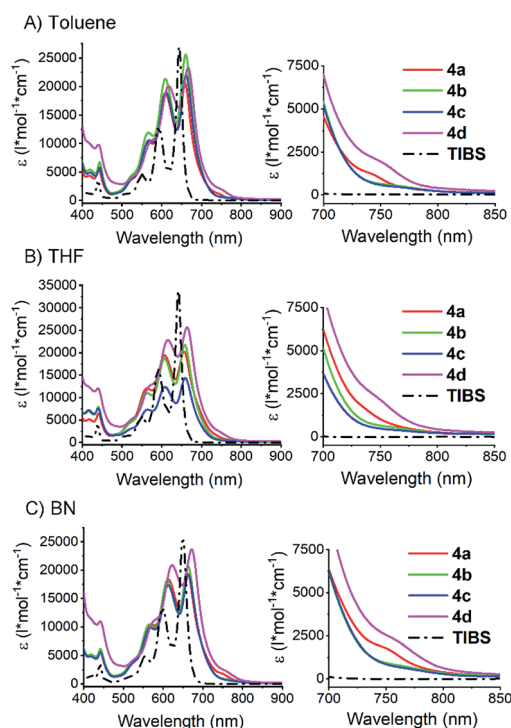 A) Toluene
ε (l*mol⁻¹*cm⁻¹)
25000
20000
15000
10000
5000
0
400 500 600 700 800 900
Wavelength (nm)
ε (l*mol⁻¹*cm⁻¹)
7500
5000
2500
0
700 750 800 850
Wavelength (nm)
4a
4b
4c
4d
TIBS
B) THF
ε (l*mol⁻¹*cm⁻¹)
35000
30000
25000
20000
15000
10000
5000
0
400 500 600 700 800 900
Wavelength (nm)
ε (l*mol⁻¹*cm⁻¹)
7500
5000
2500
0
700 750 800 850
Wavelength (nm)
4a
4b
4c
4d
TIBS
C) BN
ε (l*mol⁻¹*cm⁻¹)
25000
20000
15000
10000
5000
0
400 500 600 700 800 900
Wavelength (nm)
ε (l*mol⁻¹*cm⁻¹)
7500
5000
2500
0
700 750 800 850
Wavelength (nm)
4a
4b
4c
4d
TIBS